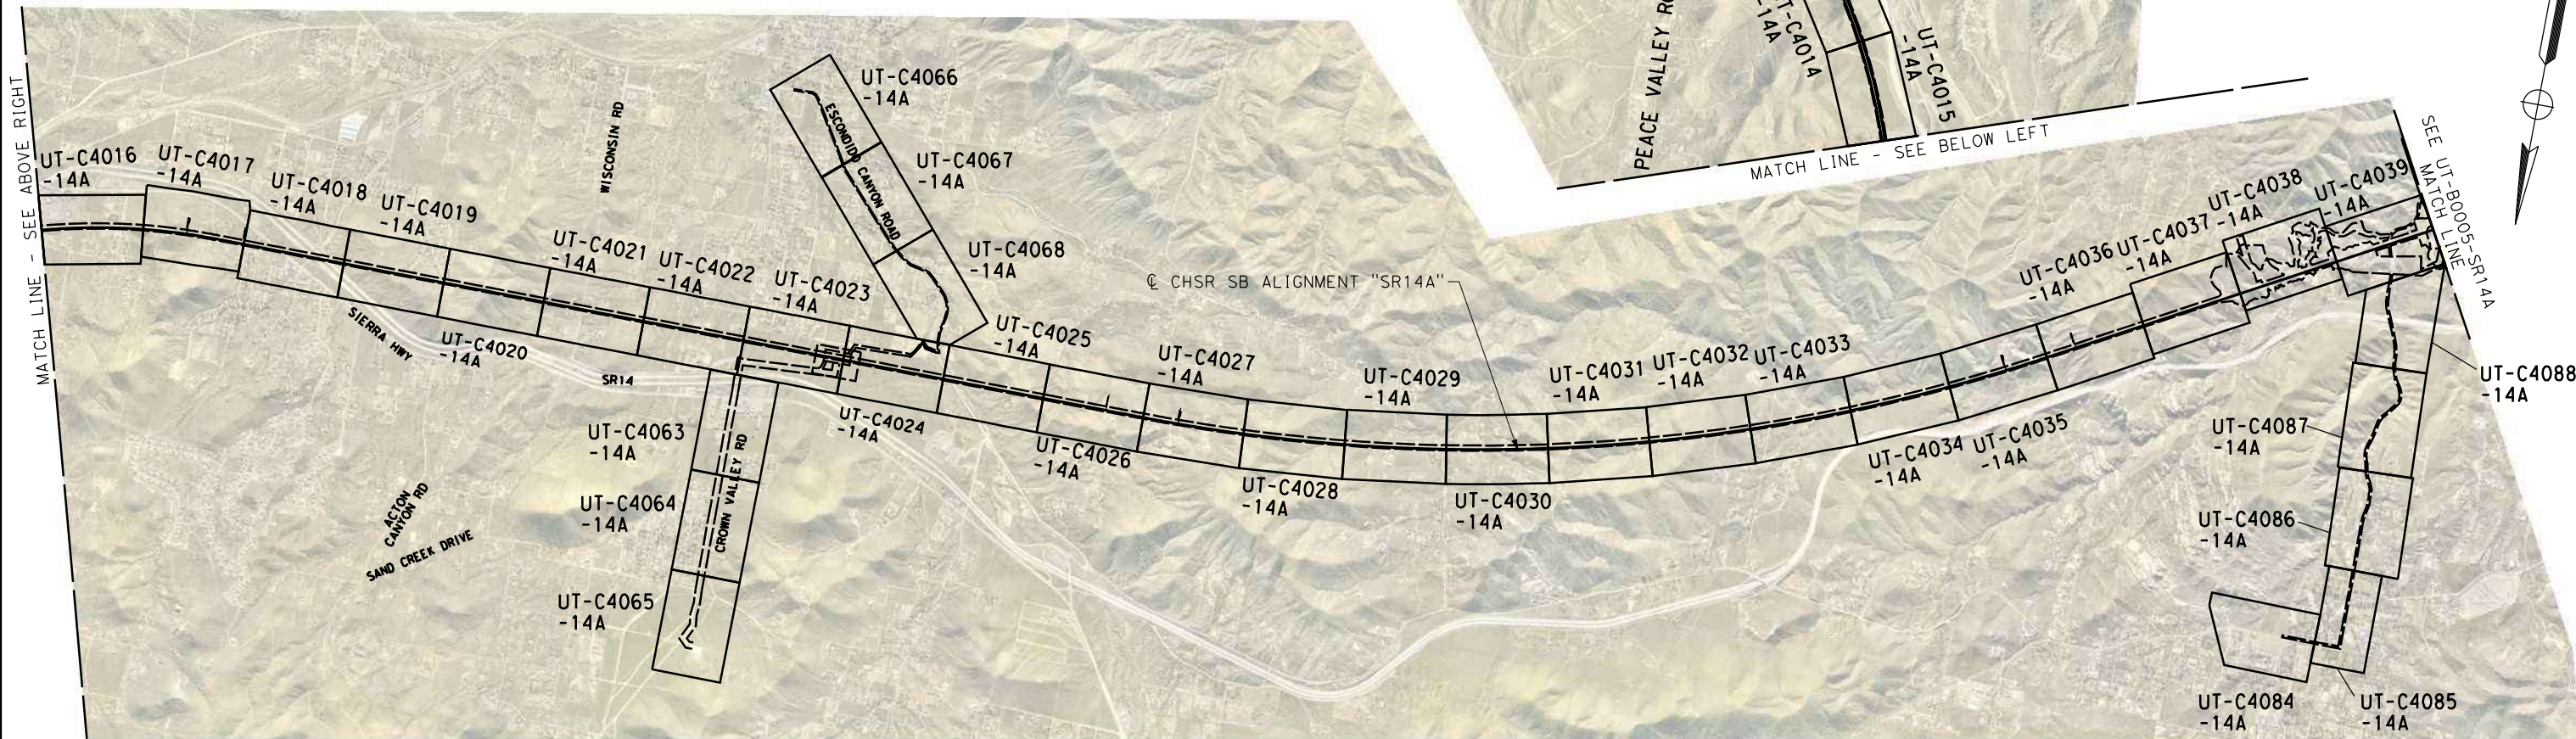 PEACE VALLEY R
T-C4014
-14A
UT-C4015
-14A
MATCH LINE - SEE BELOW LEFT
MATCH LINE - SEE ABOVE RIGHT
UT-C4016
-14A
UT-C4017
-14A
UT-C4018
-14A
UT-C4019
-14A
WISCONSIN RD
UT-C4066
-14A
ESCONDIDO CANYON ROAD
UT-C4067
-14A
UT-C4068
-14A
UT-C4021
-14A
UT-C4022
-14A
UT-C4023
-14A
SIERRA HWY
UT-C4020
-14A
SR14
UT-C4025
-14A
UT-C4024
-14A
UT-C4027
-14A
UT-C4026
-14A
UT-C4028
-14A
℄ CHSR SB ALIGNMENT "SR14A"
UT-C4029
-14A
UT-C4030
-14A
UT-C4031
-14A
UT-C4032
-14A
UT-C4033
-14A
UT-C4034
-14A
UT-C4035
-14A
UT-C4036
-14A
UT-C4037
-14A
UT-C4038
-14A
UT-C4039
-14A
SEE UT-B0005-SR14A
MATCH LINE
UT-C4063
-14A
CROWN VALLEY RD
UT-C4064
-14A
UT-C4065
-14A
ACTON
CANYON RD
SAND CREEK DRIVE
UT-C4088
-14A
UT-C4087
-14A
UT-C4086
-14A
UT-C4084
-14A
UT-C4085
-14A